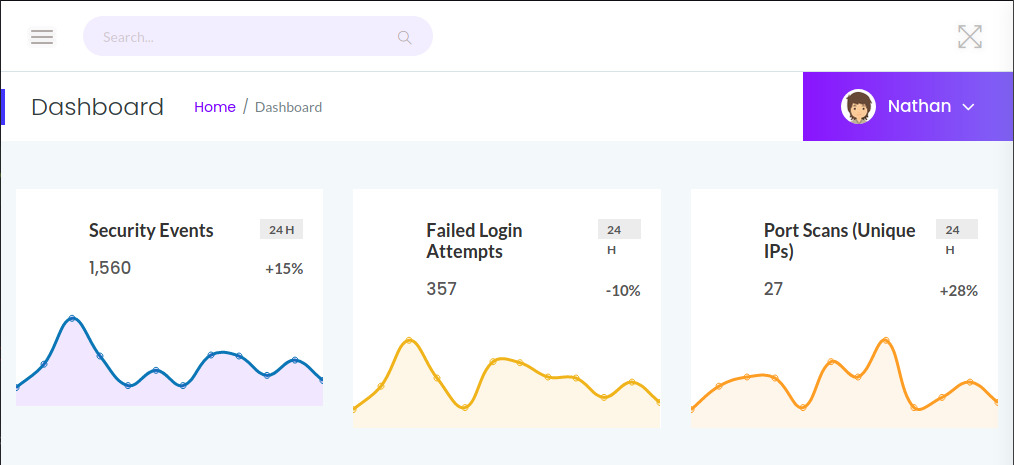 Search...
Dashboard
Home / Dashboard
Nathan
Security Events
24 H
1,560
+15%
Failed Login
Attempts
24
H
357
-10%
Port Scans (Unique
IPs)
24
H
27
+28%